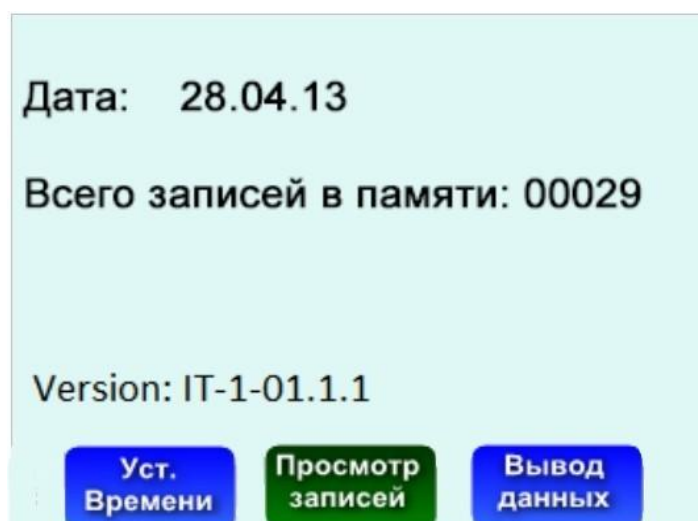 Дата: 28.04.13
Всего записей в памяти: 00029
Version: IT-1-01.1.1
Уст. Времени
Просмотр записей
Вывод данных